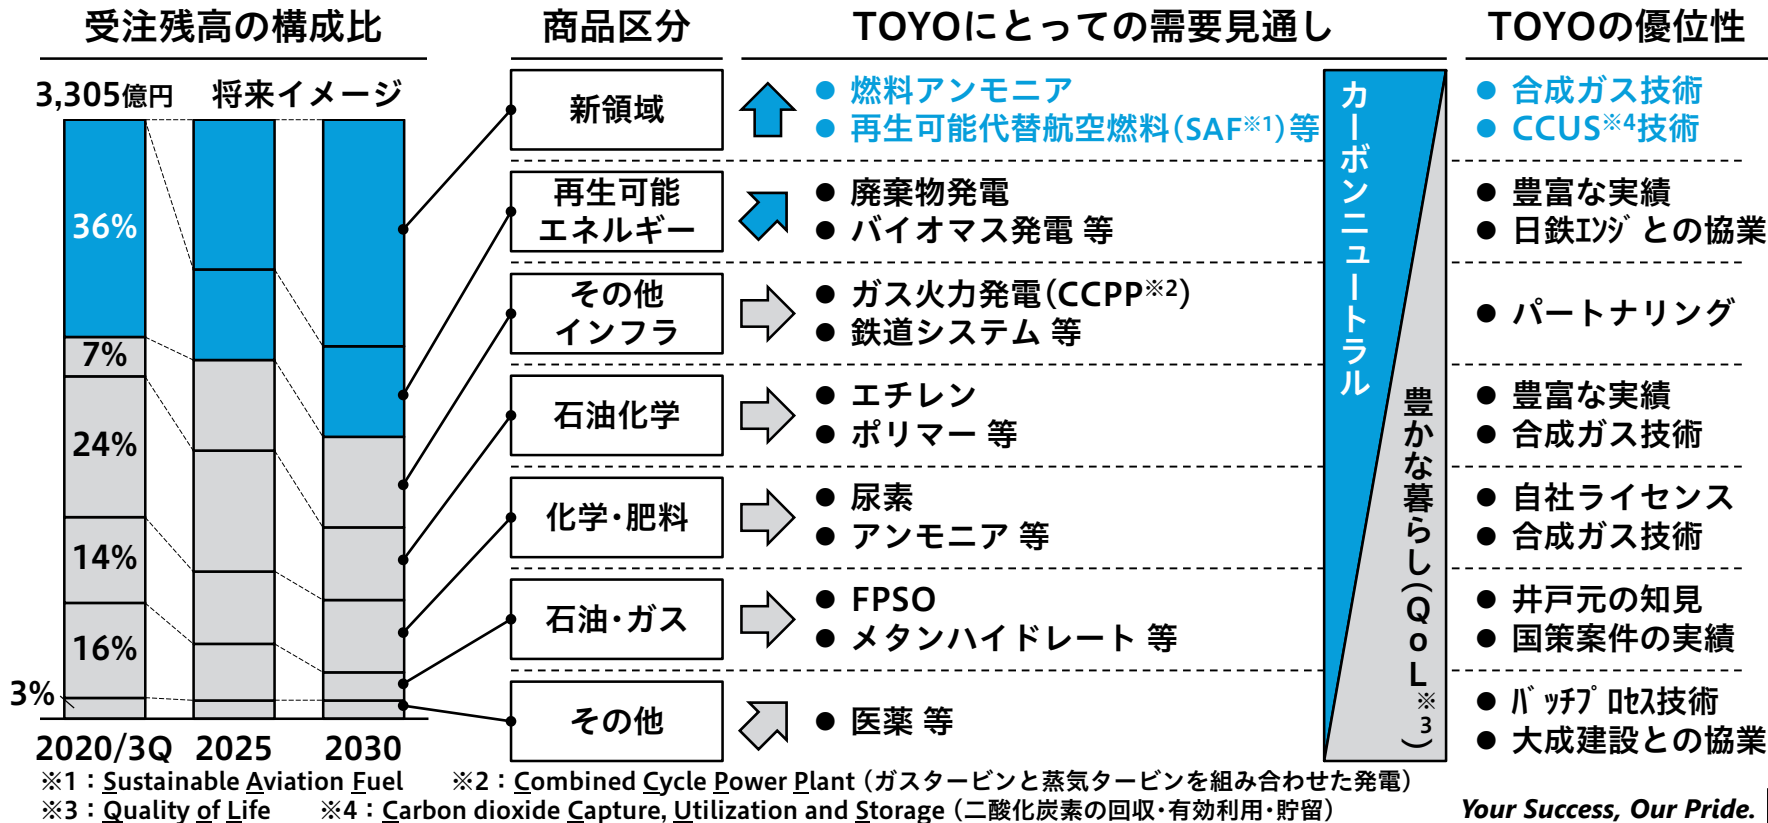 受注残高の構成比
商品区分
TOYOにとっての需要見通し
TOYOの優位性
3,305億円
将来イメージ
36%
7%
24%
14%
16%
3%
2020/3Q
2025
2030
新領域
● 燃料アンモニア
● 再生可能代替航空燃料(SAF※1)等
● 合成ガス技術
● CCUS※4技術
再生可能
エネルギー
● 廃棄物発電
● バイオマス発電 等
● 豊富な実績
● 日鉄ｴﾝｼﾞとの協業
その他
インフラ
● ガス火力発電(CCPP※2)
● 鉄道システム 等
● パートナリング
石油化学
● エチレン
● ポリマー 等
● 豊富な実績
● 合成ガス技術
化学・肥料
● 尿素
● アンモニア 等
● 自社ライセンス
● 合成ガス技術
石油・ガス
● FPSO
● メタンハイドレート 等
● 井戸元の知見
● 国策案件の実績
その他
● 医薬 等
● ﾊﾞｯﾁﾌﾟﾛｾｽ技術
● 大成建設との協業
カーボンニュートラル
豊かな暮らし(QoL※3)
※1：Sustainable Aviation Fuel
※2：Combined Cycle Power Plant (ガスタービンと蒸気タービンを組み合わせた発電)
※3：Quality of Life
※4：Carbon dioxide Capture, Utilization and Storage (二酸化炭素の回収・有効利用・貯留)
Your Success, Our Pride.